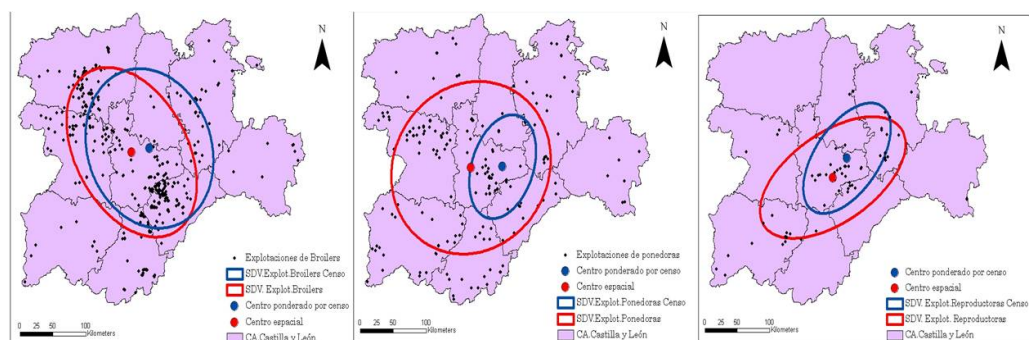 N
Explotaciones de Broilers
SDV.Explot.Broilers Censo
SDV. Explot.Broilers
Centro ponderado por censo
Centro espacial
CA.Castilla y León
0 25 50 100
Kilometers
N
Explotaciones de ponedoras
Centro ponderado por censo
Centro espacial
SDV.Explot.Ponedoras Censo
SDV.Explot.Ponedoras
CA.Castilla y León
0 25 50 100
Kilometers
N
Centro ponderado por censo
Centro espacial
SDV.Explot.Reproductoras Censo
SDV. Explot. Reproductoras
CA.Castilla y León
0 25 50 100
Kilometers